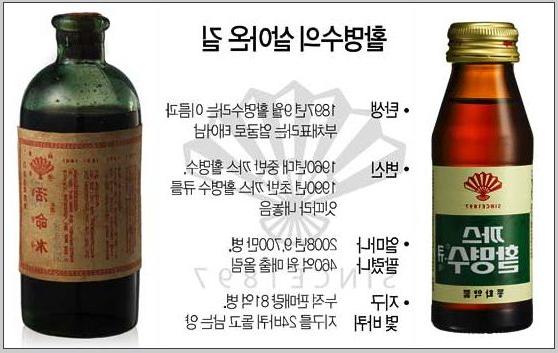 활명수의 살아온 길
• 탄생 1897년 9월 활명수라는 이름과
부채표라는 얼굴로 태어남
• 변신 1960년대 중반 까스 활명수,
1990년 초반 까스 활명수 큐를
잇따라 내놓음
• 얼마나 2008년 9,700만 병,
팔렸나 460억 원 매출 올림
• 지구 누적 판매량 81억 병,
몇 바퀴 지구를 24바퀴 돌고 남는 양
SINCE 1897
SINCE1897
까스
활명수
큐
동화약품
活命水